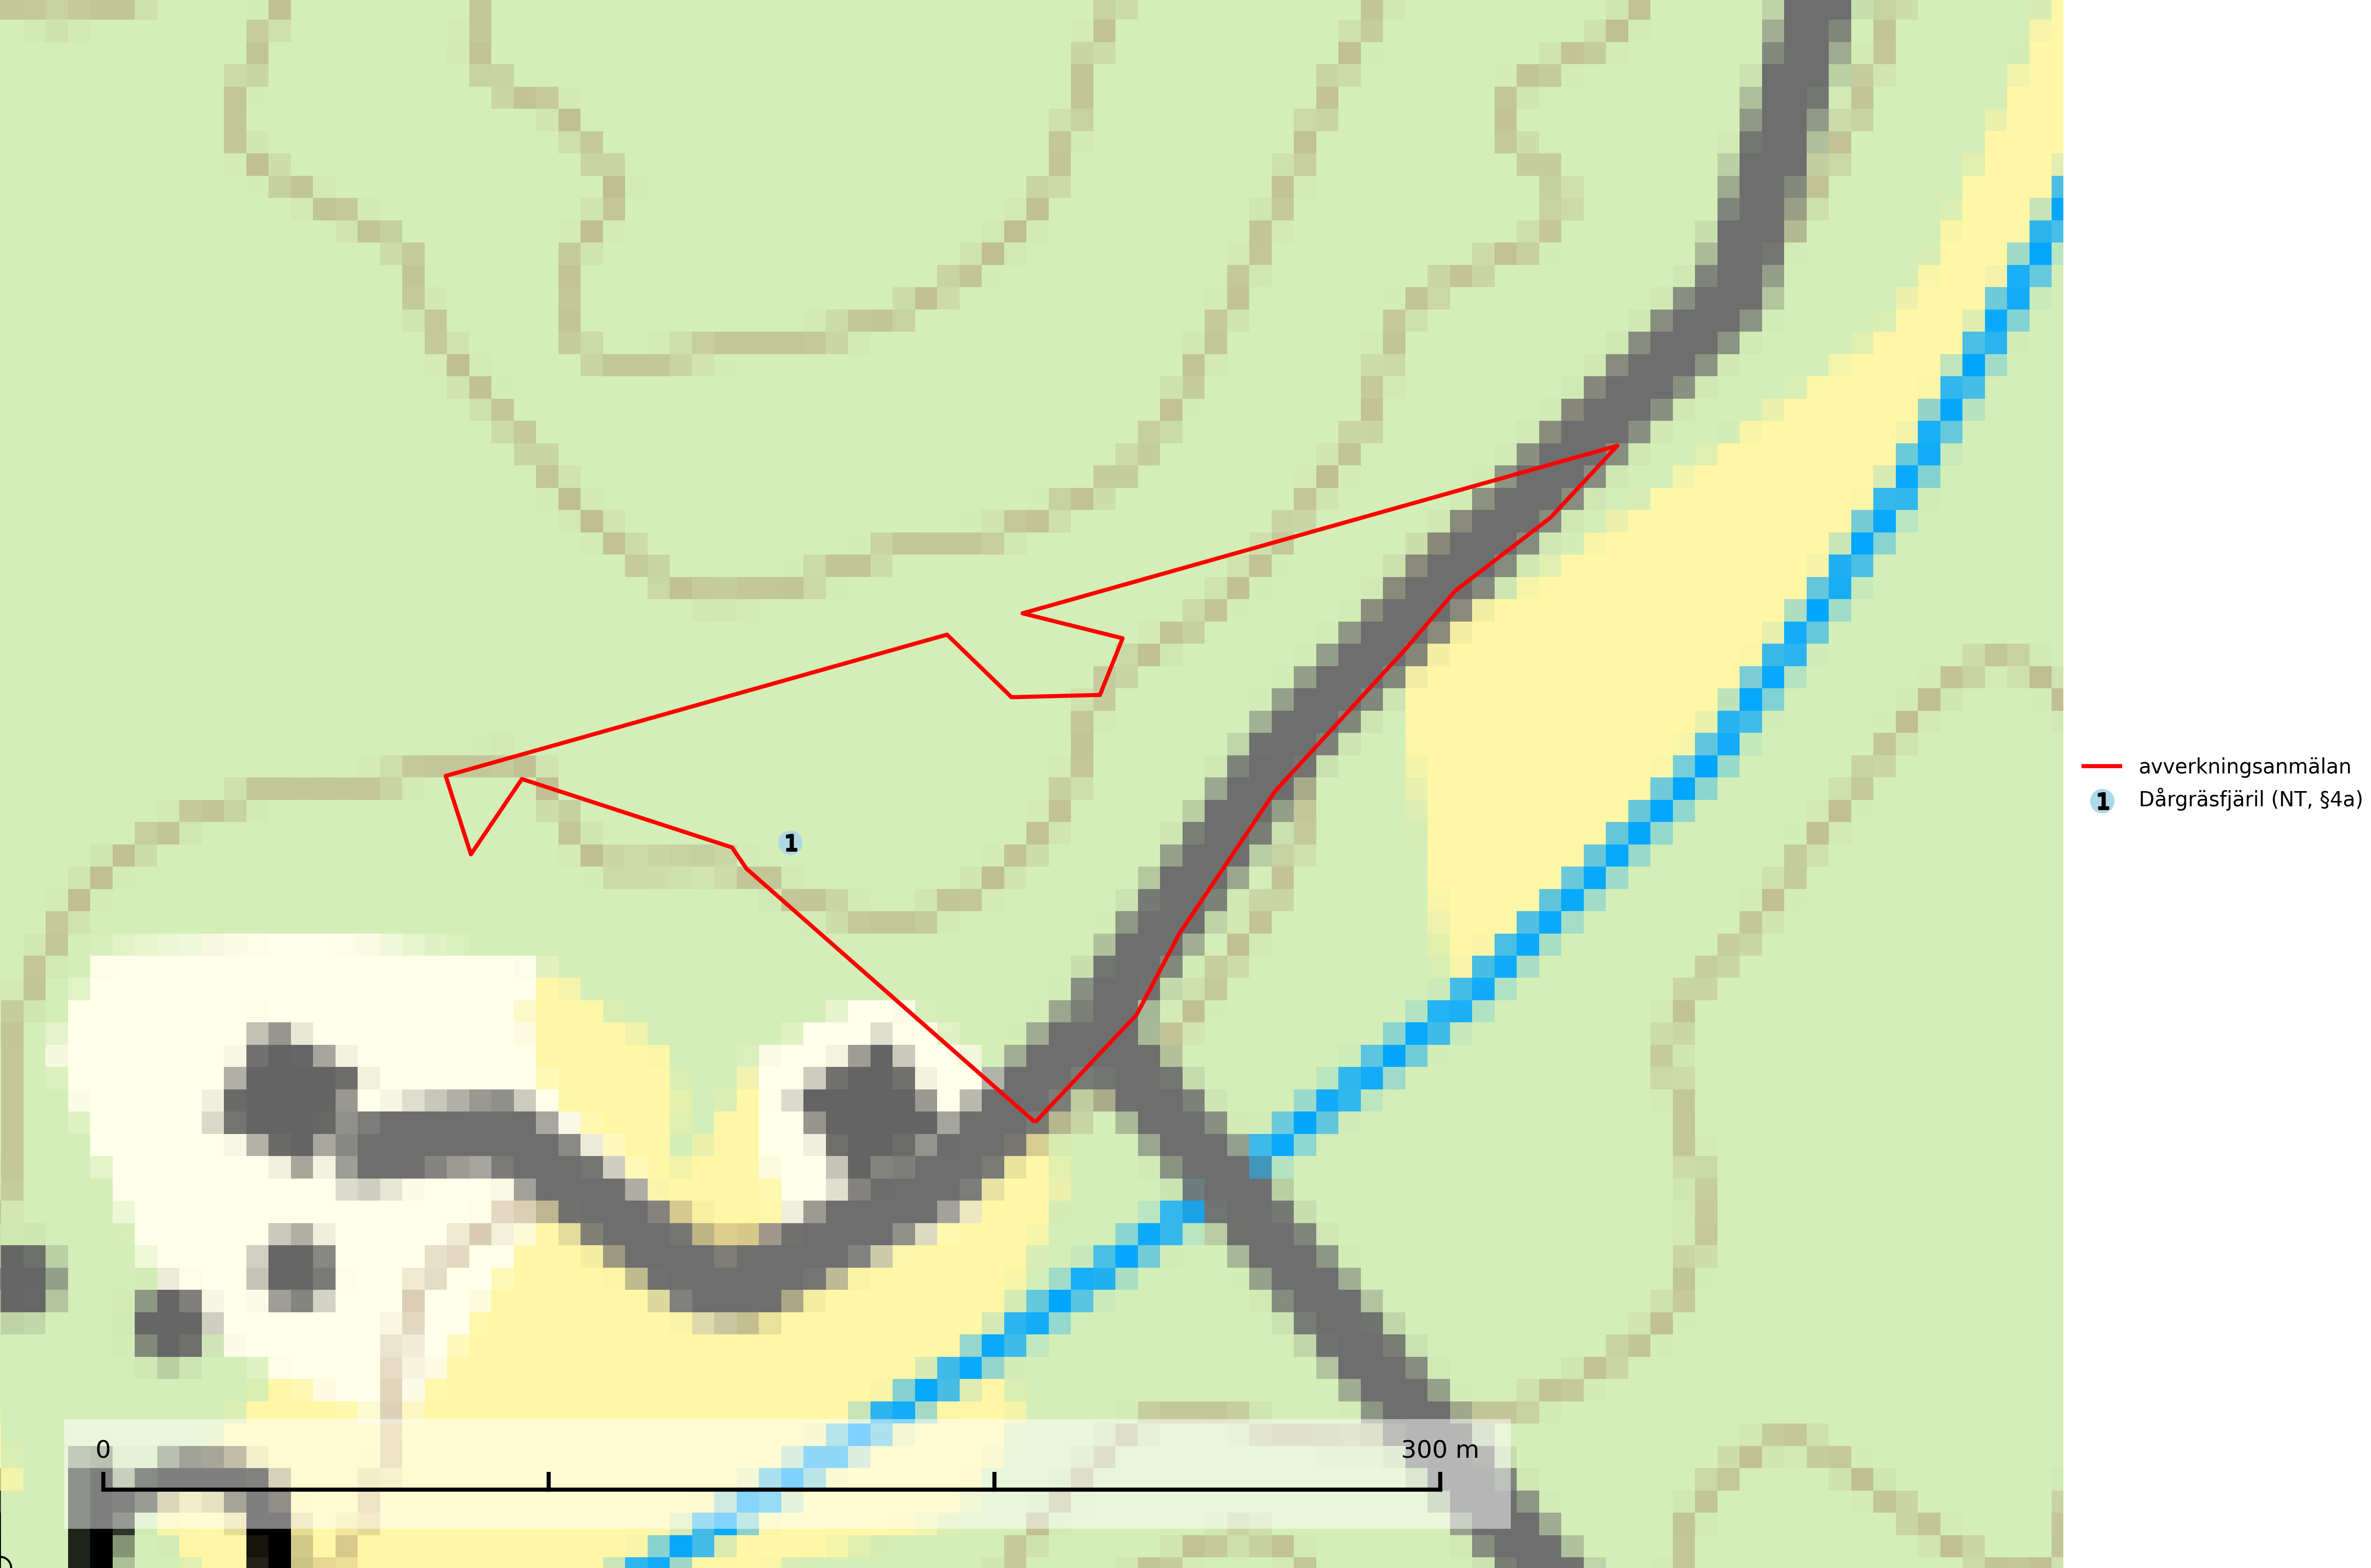 avverkningsanmälan
1 Dårgräsfjäril (NT, §4a)
1
0 300 m